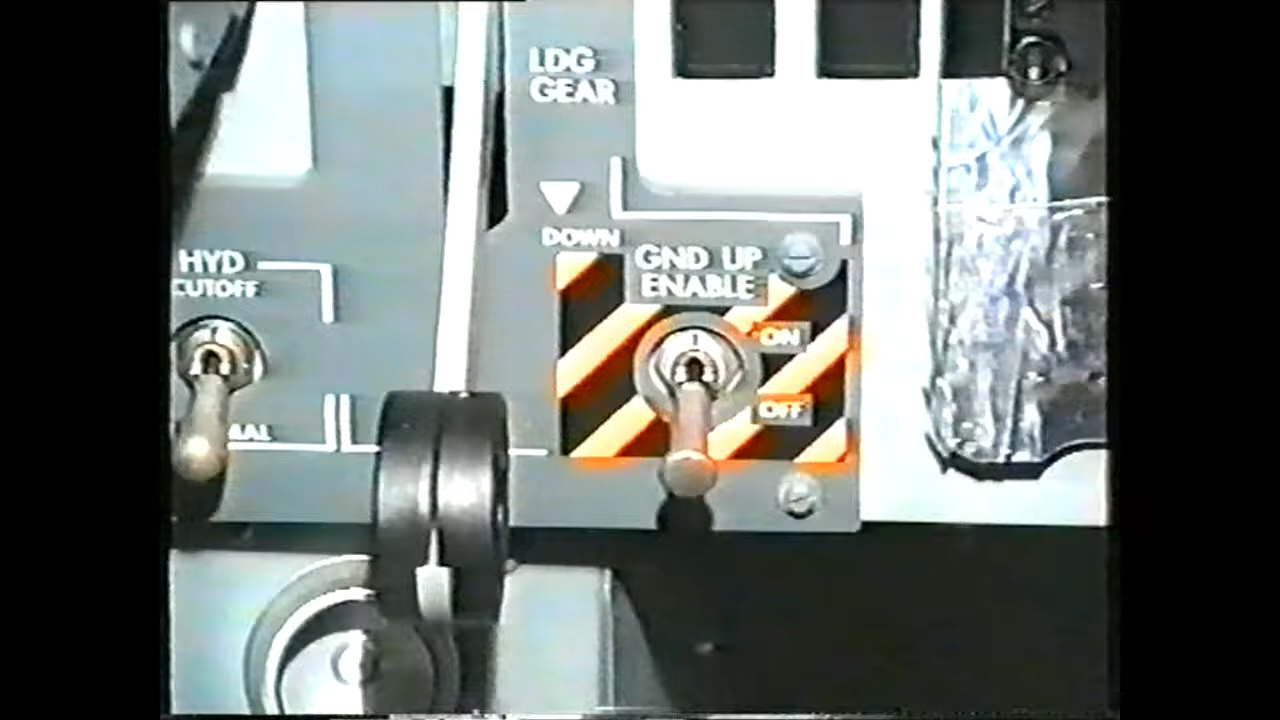 LDG
GEAR
DOWN
GND UP
ENABLE
ON
OFF
HYD
CUTOFF